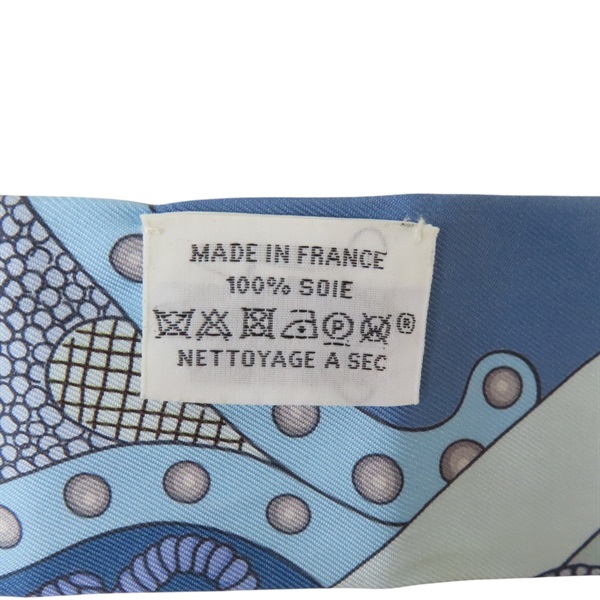 MADE IN FRANCE
100% SOIE
P ®
NETTOYAGE A SEC